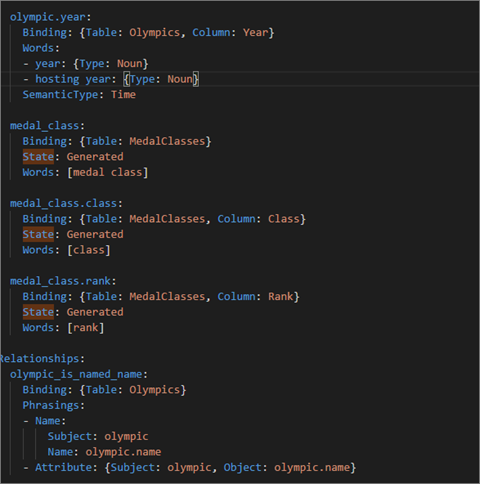 olympic.year:
Binding: {Table: Olympics, Column: Year}
Words:
- year: {Type: Noun}
- hosting year: {Type: Noun}
SemanticType: Time
medal_class:
Binding: {Table: MedalClasses}
State: Generated
Words: [medal class]
medal_class.class:
Binding: {Table: MedalClasses, Column: Class}
State: Generated
Words: [class]
medal_class.rank:
Binding: {Table: MedalClasses, Column: Rank}
State: Generated
Words: [rank]
Relationships:
olympic_is_named_name:
Binding: {Table: Olympics}
Phrasings:
- Name:
Subject: olympic
Name: olympic.name
- Attribute: {Subject: olympic, Object: olympic.name}